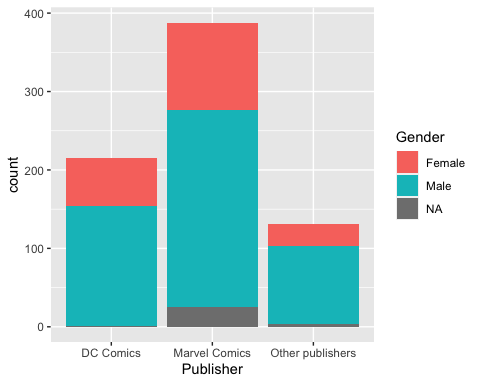 400
300
200
100
0
count
DC Comics
Marvel Comics
Other publishers
Publisher
Gender
Female
Male
NA